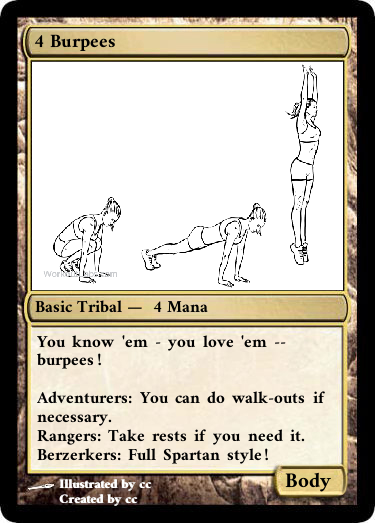 4 Burpees
Basic Tribal — 4 Mana
You know 'em - you love 'em --
burpees!
Adventurers: You can do walk-outs if
necessary.
Rangers: Take rests if you need it.
Berzerkers: Full Spartan style!
Body
Illustrated by cc
Created by cc